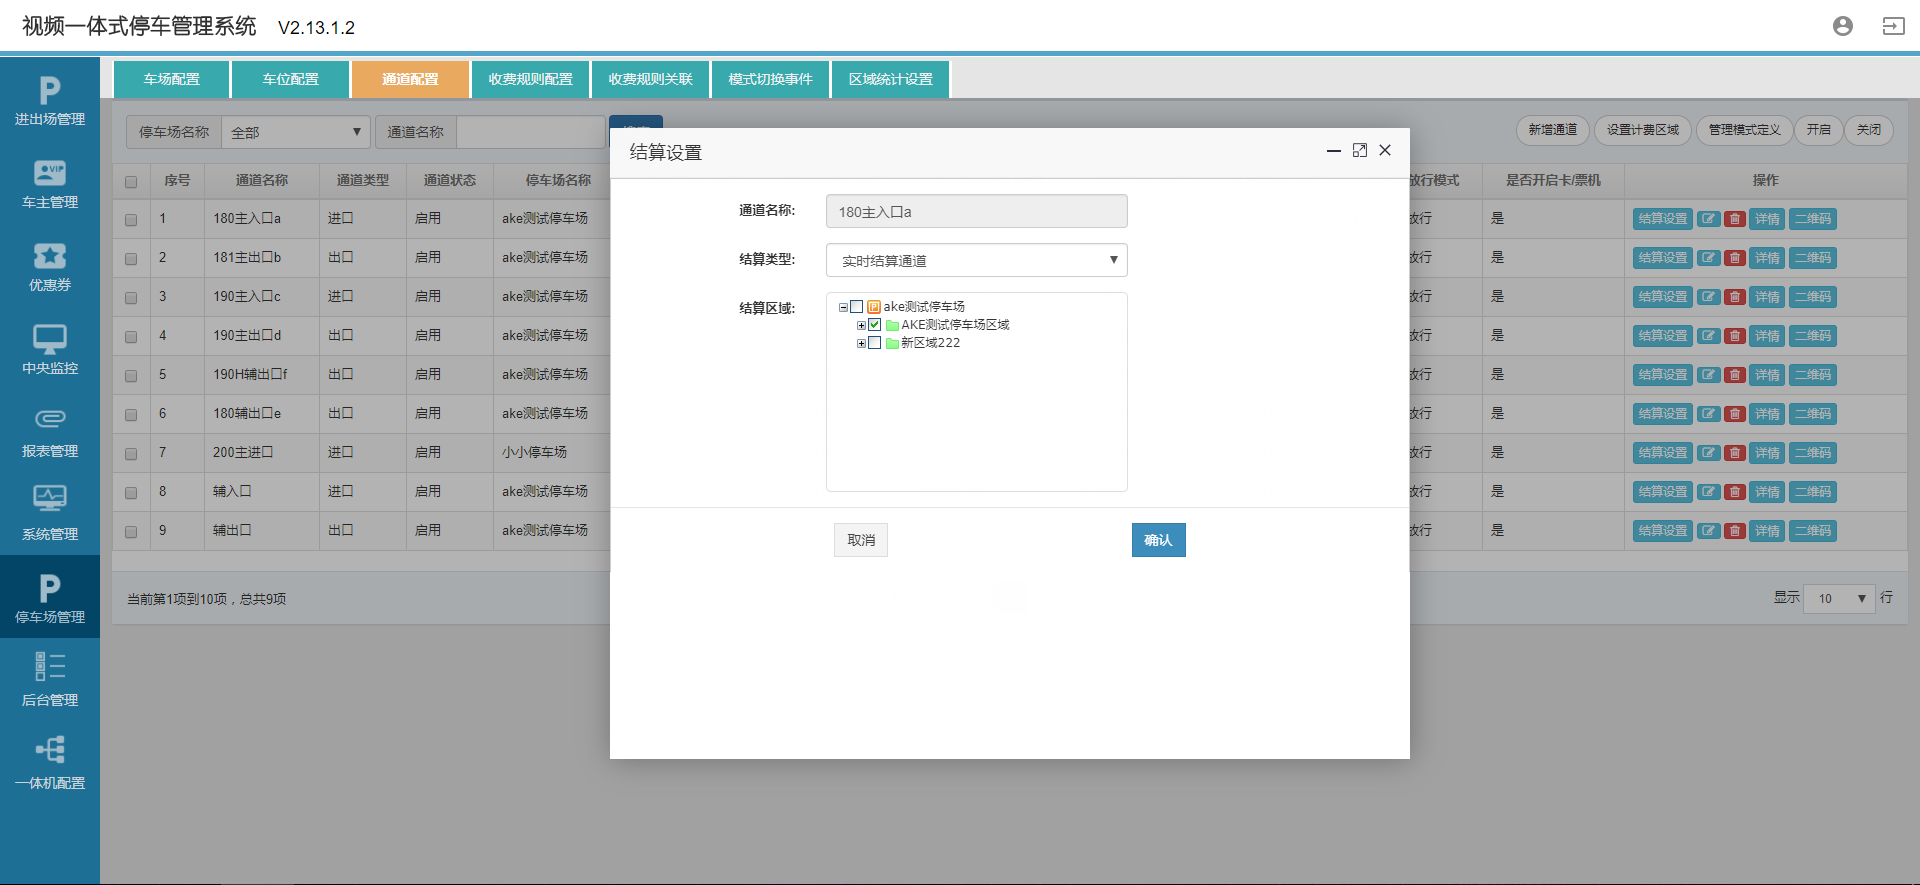 视频一体式停车管理系统 V2.13.1.2
进出场管理
车主管理
优惠券
中央监控
报表管理
系统管理
停车场管理
后台管理
一体机配置
车场配置 车位配置 通道配置 收费规则配置 收费规则关联 模式切换事件 区域统计设置
停车场名称 全部 通道名称 新增通道 设置计费区域 管理模式定义 开启 关闭
序号 通道名称 通道类型 通道状态 停车场名称 放行模式 是否开启卡/票机 操作
1 180主入口a 进口 启用 ake测试停车场 放行 是 结算设置 详情 二维码
2 181主出口b 出口 启用 ake测试停车场 放行 是 结算设置 详情 二维码
3 190主入口c 进口 启用 ake测试停车场 放行 是 结算设置 详情 二维码
4 190主出口d 出口 启用 ake测试停车场 放行 是 结算设置 详情 二维码
5 190H辅出口f 出口 启用 ake测试停车场 放行 是 结算设置 详情 二维码
6 180辅出口e 出口 启用 ake测试停车场 放行 是 结算设置 详情 二维码
7 200主进口 进口 启用 小小停车场 放行 是 结算设置 详情 二维码
8 辅入口 进口 启用 ake测试停车场 放行 是 结算设置 详情 二维码
9 辅出口 出口 启用 ake测试停车场 放行 是 结算设置 详情 二维码
当前第1项到10项，总共9项 显示 10 行
结算设置
通道名称: 180主入口a
结算类型: 实时结算通道
结算区域: ake测试停车场
AKE测试停车场区域
新区域222
取消 确认